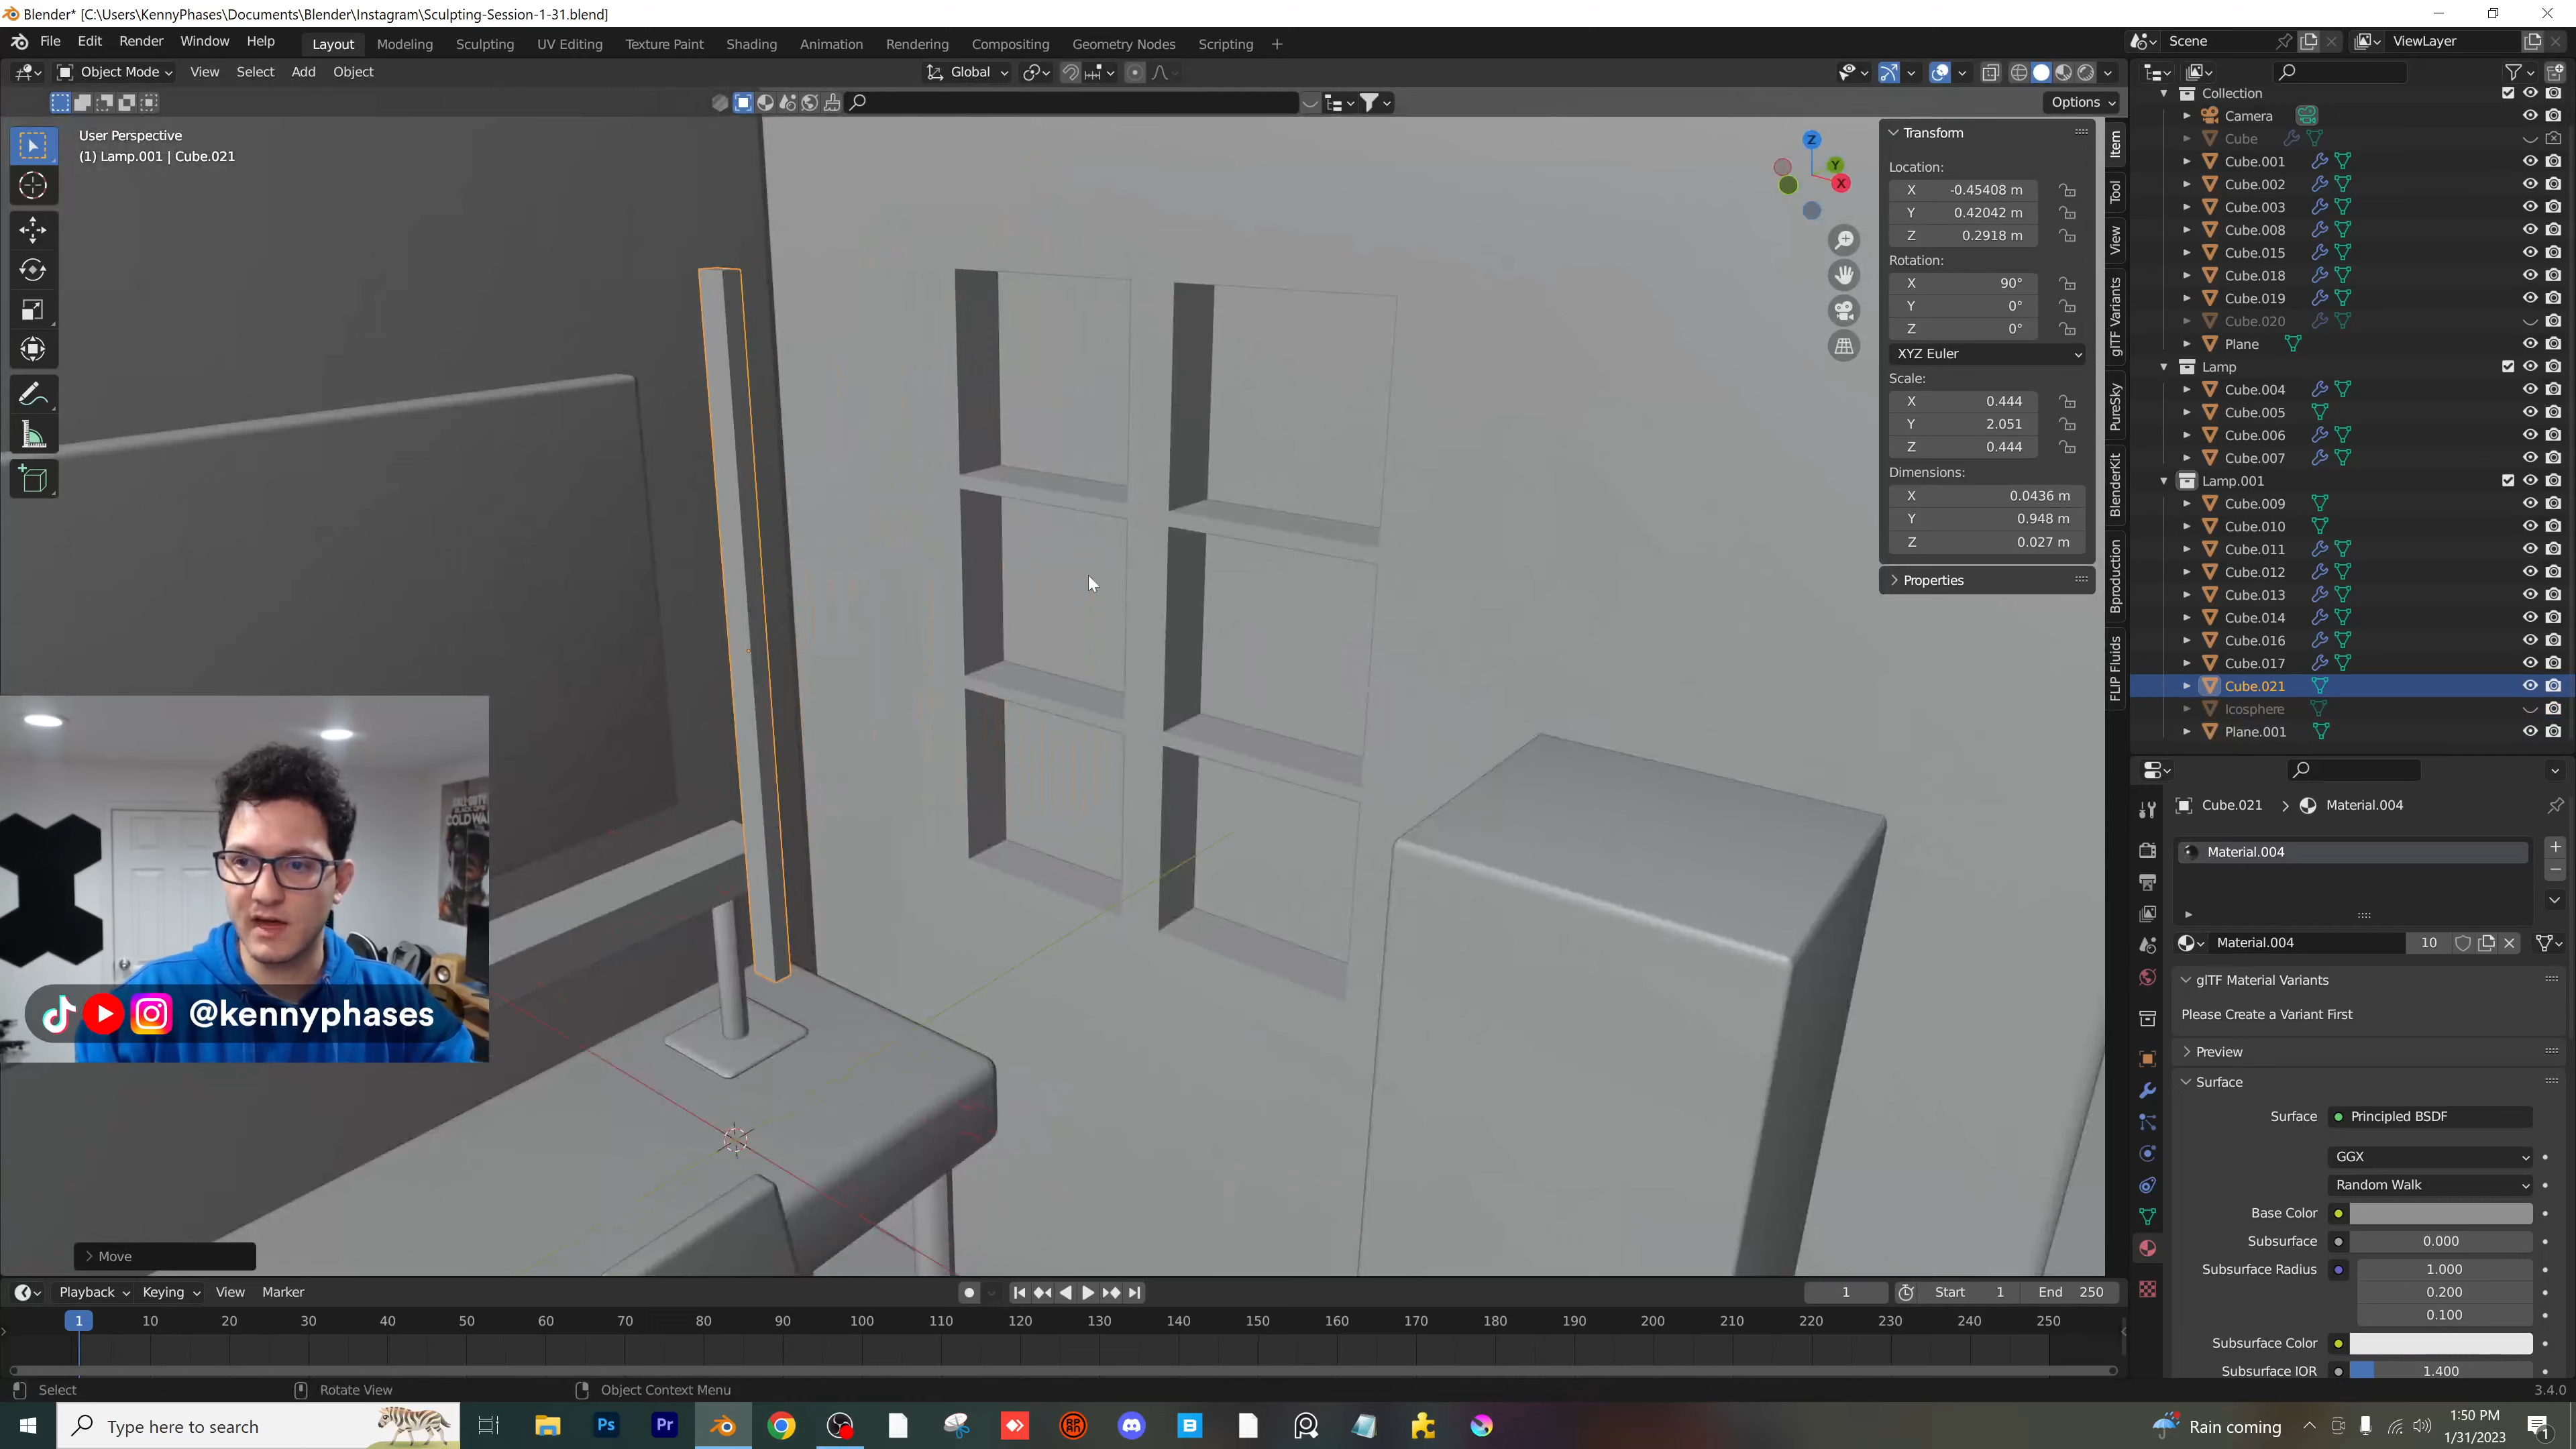 Blender* [C:\Users\KennyPhases\Documents\Blender\Instagram\Sculpting-Session-1-31.blend]
File Edit Render Window Help Layout Modeling Sculpting UV Editing Texture Paint Shading Animation Rendering Compositing Geometry Nodes Scripting + Scene ViewLayer
Object Mode View Select Add Object Global
Options
User Perspective
(1) Lamp.001 | Cube.021
Z
Y
X
Transform
Location:
X -0.45408 m
Y 0.42042 m
Z 0.2918 m
Rotation:
X 90°
Y 0°
Z 0°
XYZ Euler
Scale:
X 0.444
Y 2.051
Z 0.444
Dimensions:
X 0.0436 m
Y 0.948 m
Z 0.027 m
Properties
Item
Tool
View
glTF Variants
PureSky
BlenderKit
Bproduction
FLIP Fluids
Collection
Camera
Cube
Cube.001
Cube.002
Cube.003
Cube.008
Cube.015
Cube.018
Cube.019
Cube.020
Plane
Lamp
Cube.004
Cube.005
Cube.006
Cube.007
Lamp.001
Cube.009
Cube.010
Cube.011
Cube.012
Cube.013
Cube.014
Cube.016
Cube.017
Cube.021
Icosphere
Plane.001
Cube.021 > Material.004
Material.004
Material.004 10
glTF Material Variants
Please Create a Variant First
Preview
Surface
Surface Principled BSDF
GGX
Random Walk
Base Color
Subsurface 0.000
Subsurface Radius 1.000
0.200
0.100
Subsurface Color
Subsurface IOR 1.400
@kennyphases
Move
Playback Keying View Marker 1 Start 1 End 250
1 10 20 30 40 50 60 70 80 90 100 110 120 130 140 150 160 170 180 190 200 210 220 230 240 250
Select Rotate View Object Context Menu 3.4.0
Type here to search Ps Pr Rain coming 1:50 PM
1/31/2023